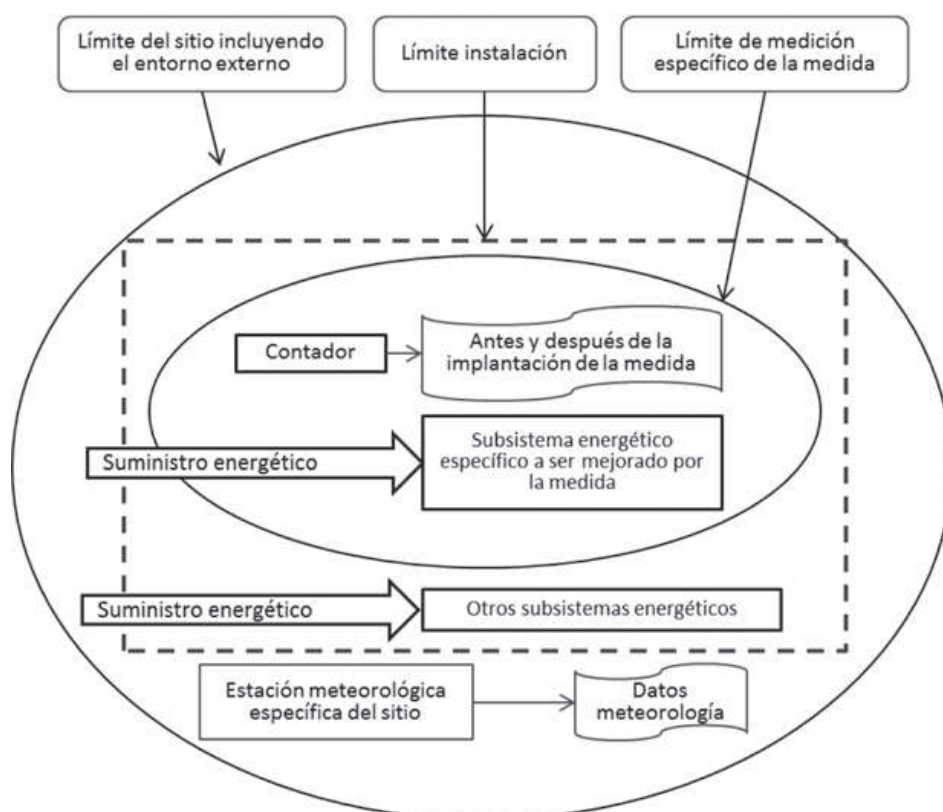 Límite del sitio incluyendo
el entorno externo
Límite instalación
Límite de medición
específico de la medida
Contador
Antes y después de la
implantación de la medida
Suministro energético
Subsistema energético
específico a ser mejorado por
la medida
Suministro energético
Otros subsistemas energéticos
Estación meteorológica
específica del sitio
Datos
meteorología